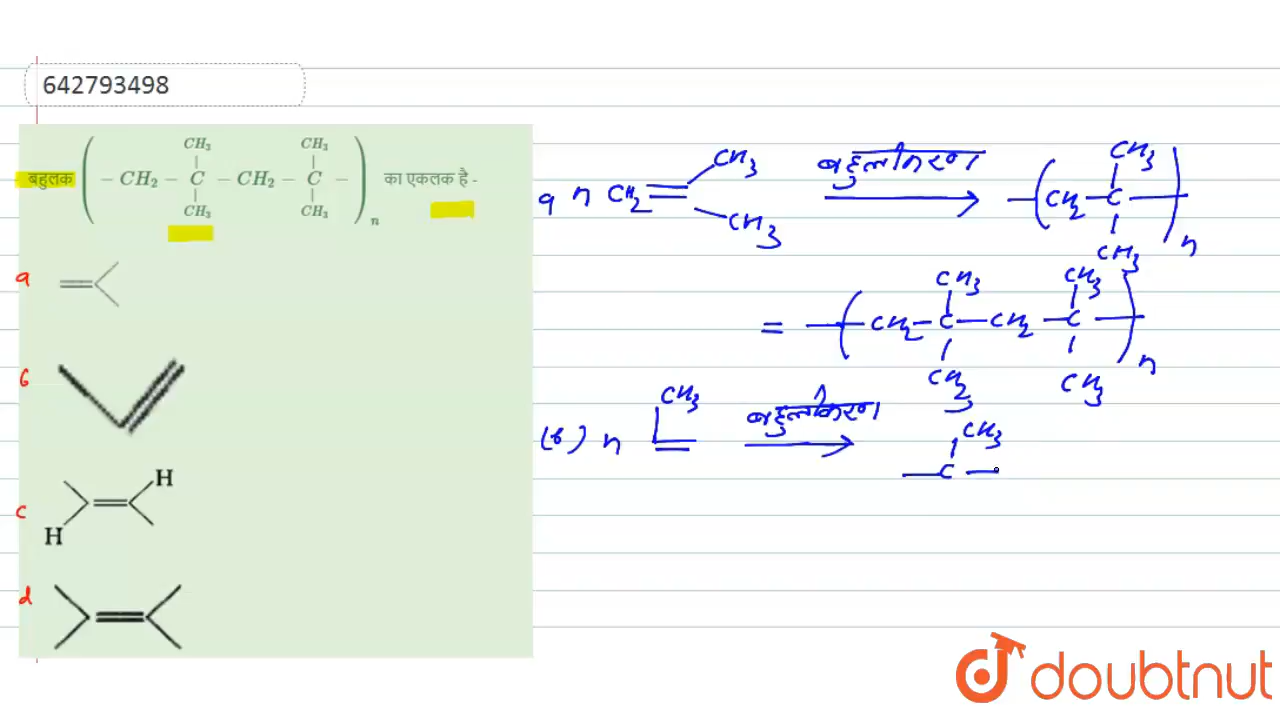 642793498
CH₃ CH₃
बहुलक ( – CH₂ – C – CH₂ – C – )ₙ का एकलक है -
CH₃ CH₃
a
b
H
c
H
d
a n CH₂ = CH₃ CH₃ बहुलीकरण → –( CH₂ – C – )ₙ
CH₃
CH₃
= –( CH₂ – C – CH₂ – C – )ₙ
CH₃ CH₃
CH₃ CH₃
(b) n CH₃ बहुलीकरण → – C –
CH₃
doubtnut